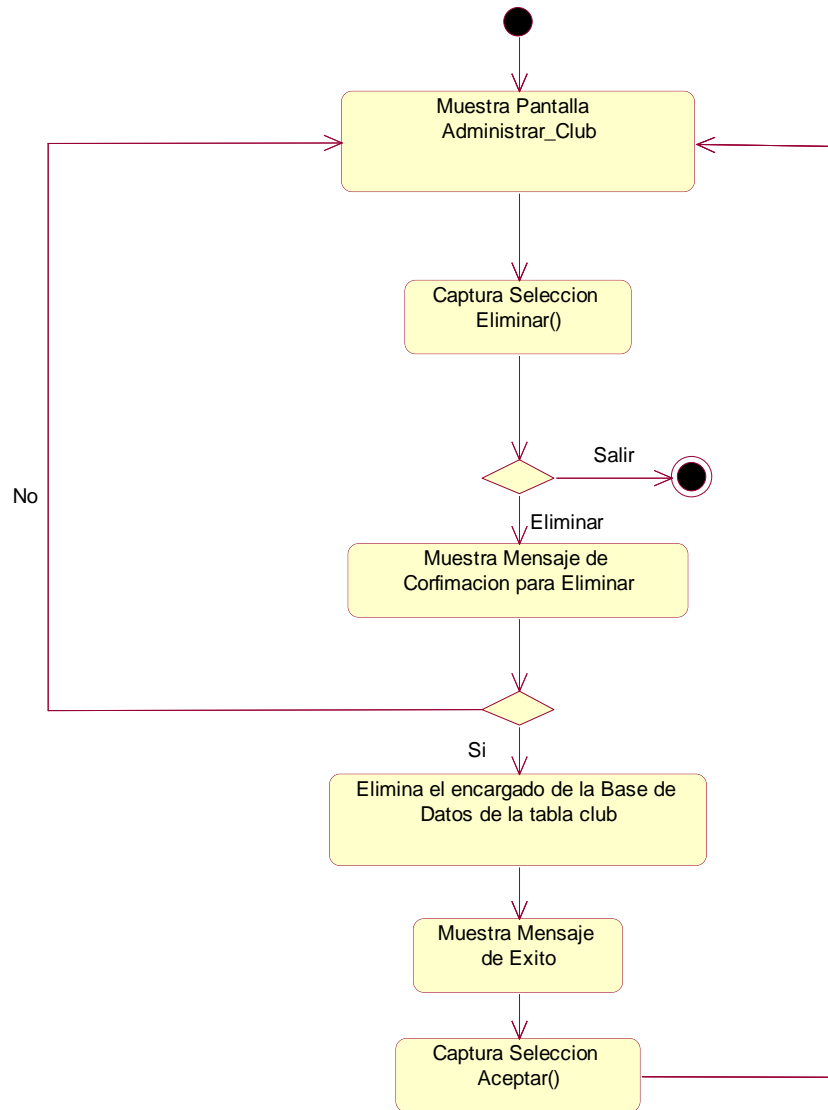 Muestra Pantalla
Administrar_Club
Captura Seleccion
Eliminar()
Salir
No
Eliminar
Muestra Mensaje de
Corfimacion para Eliminar
Si
Elimina el encargado de la Base de
Datos de la tabla club
Muestra Mensaje
de Exito
Captura Seleccion
Aceptar()